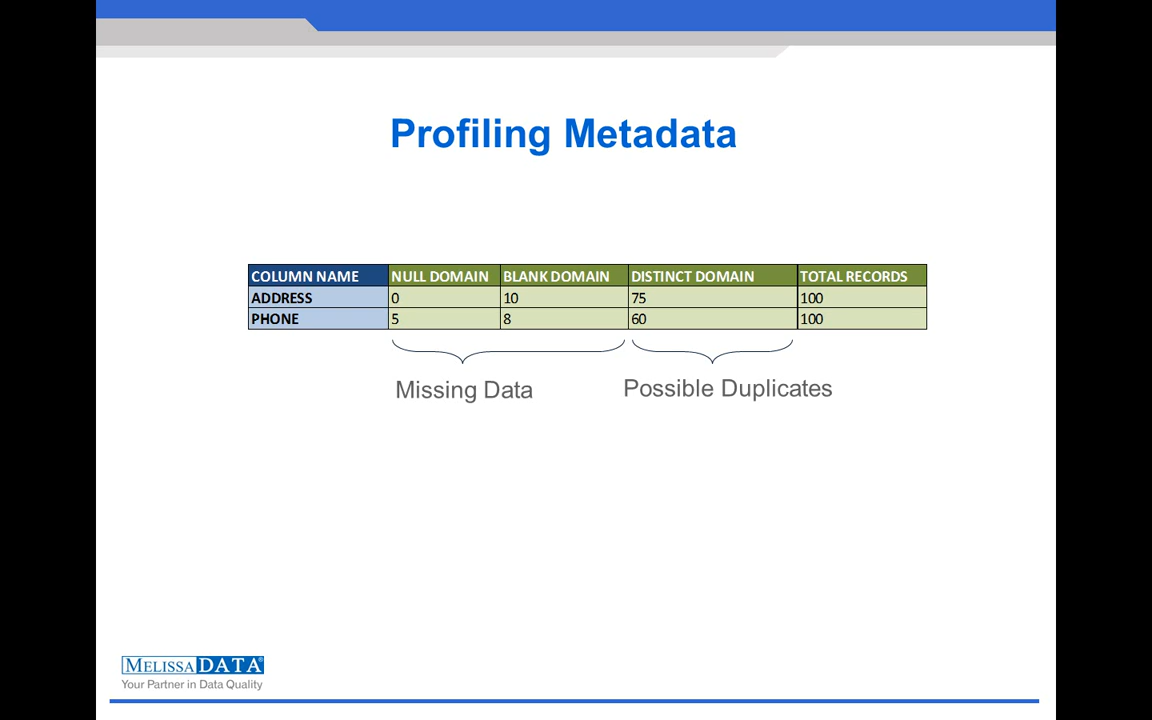 Profiling Metadata
COLUMN NAME NULL DOMAIN BLANK DOMAIN DISTINCT DOMAIN TOTAL RECORDS
ADDRESS 0 10 75 100
PHONE 5 8 60 100
Missing Data Possible Duplicates
MELISSA DATA®
Your Partner in Data Quality